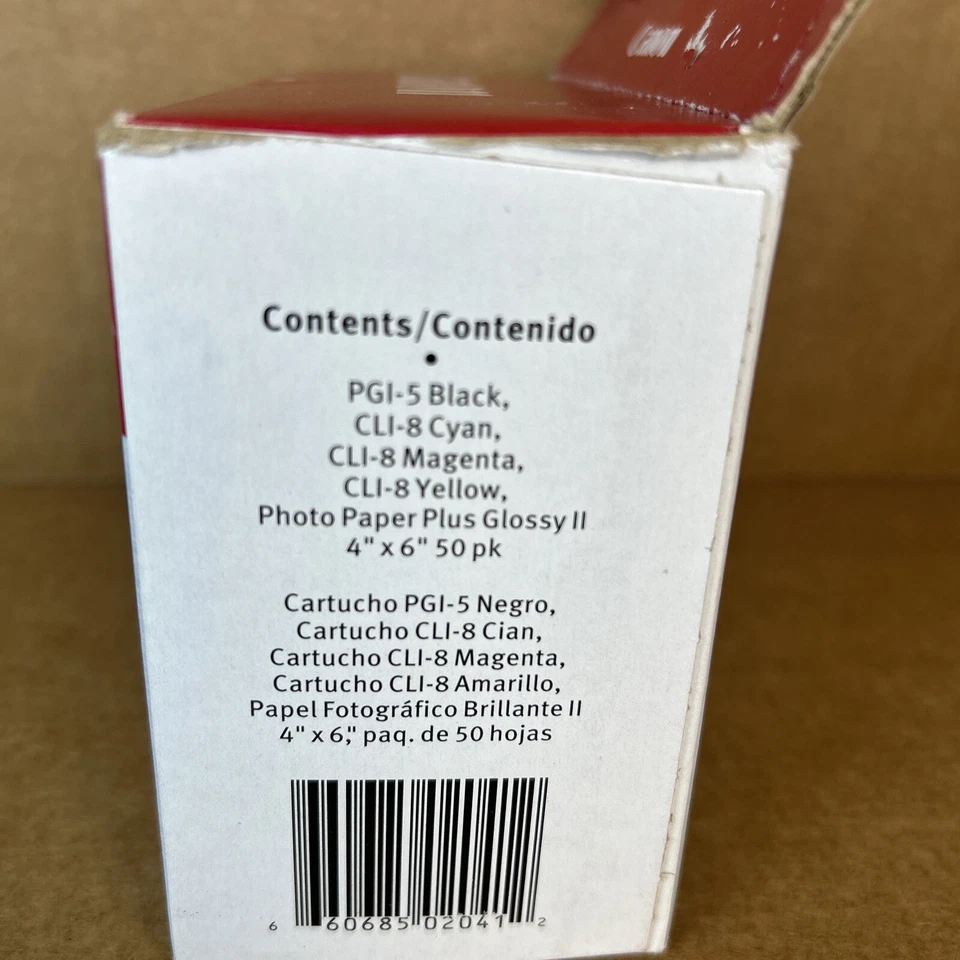 Canon
Contents/Contenido
•
PGI-5 Black,
CLI-8 Cyan,
CLI-8 Magenta,
CLI-8 Yellow,
Photo Paper Plus Glossy II
4" x 6" 50 pk
Cartucho PGI-5 Negro,
Cartucho CLI-8 Cian,
Cartucho CLI-8 Magenta,
Cartucho CLI-8 Amarillo,
Papel Fotográfico Brillante II
4" x 6," paq. de 50 hojas
6 60685 02041 2